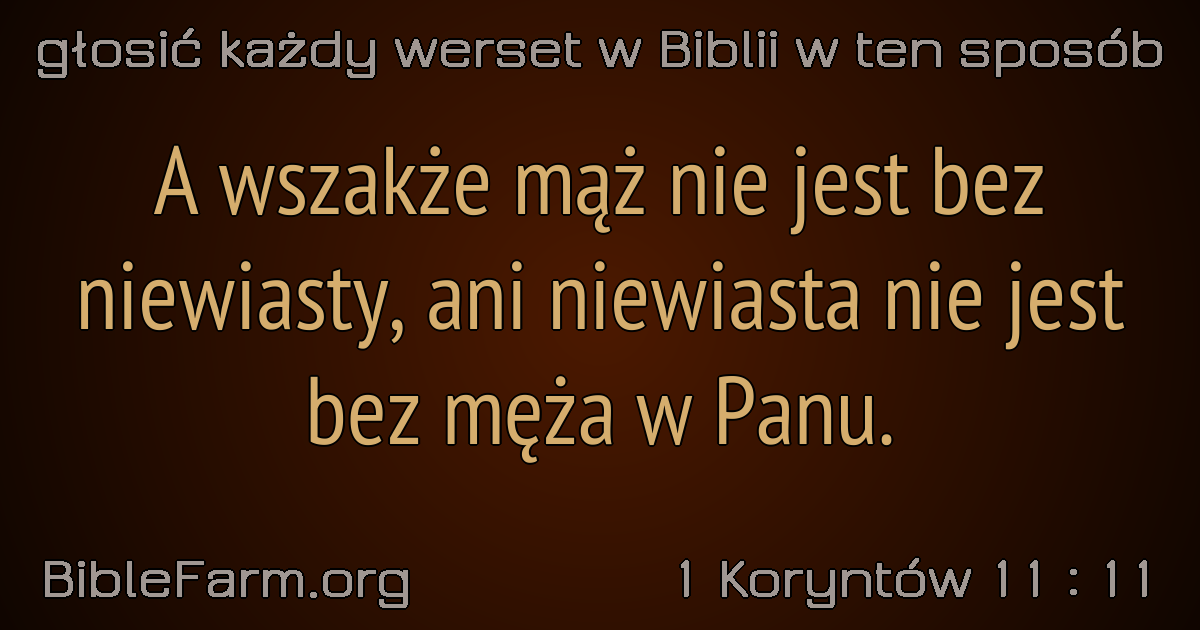 głosić każdy werset w Biblii w ten sposób
A wszakże mąż nie jest bez
niewiasty, ani niewiasta nie jest
bez męża w Panu.
BibleFarm.org
1 Koryntów 11 : 11